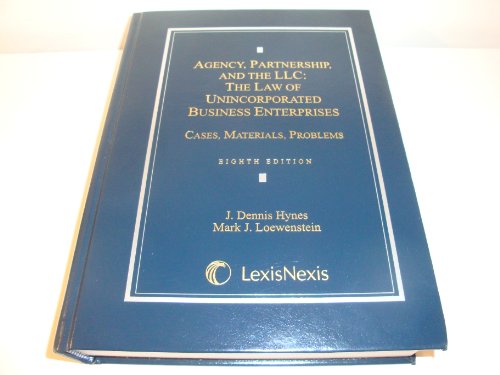 AGENCY, PARTNERSHIP,
AND THE LLC:
THE LAW OF
UNINCORPORATED
BUSINESS ENTERPRISES
CASES, MATERIALS, PROBLEMS
EIGHTH EDITION
J. Dennis Hynes
Mark J. Loewenstein
LexisNexis